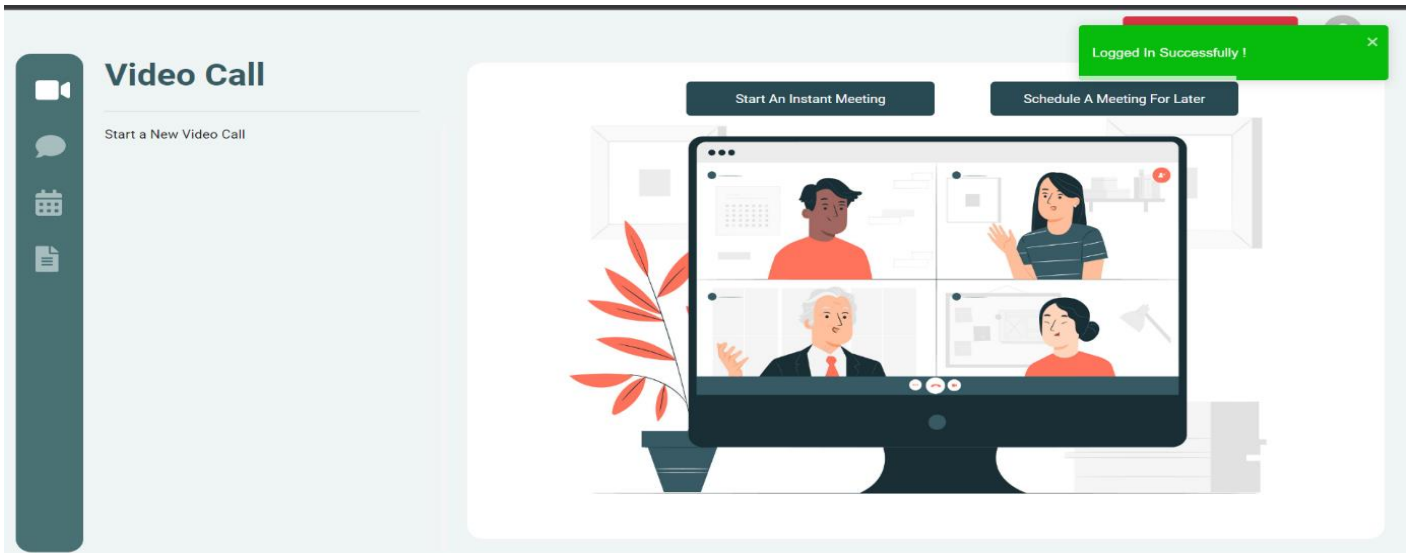 Video Call
Start a New Video Call
Logged In Successfully !
×
Start An Instant Meeting
Schedule A Meeting For Later